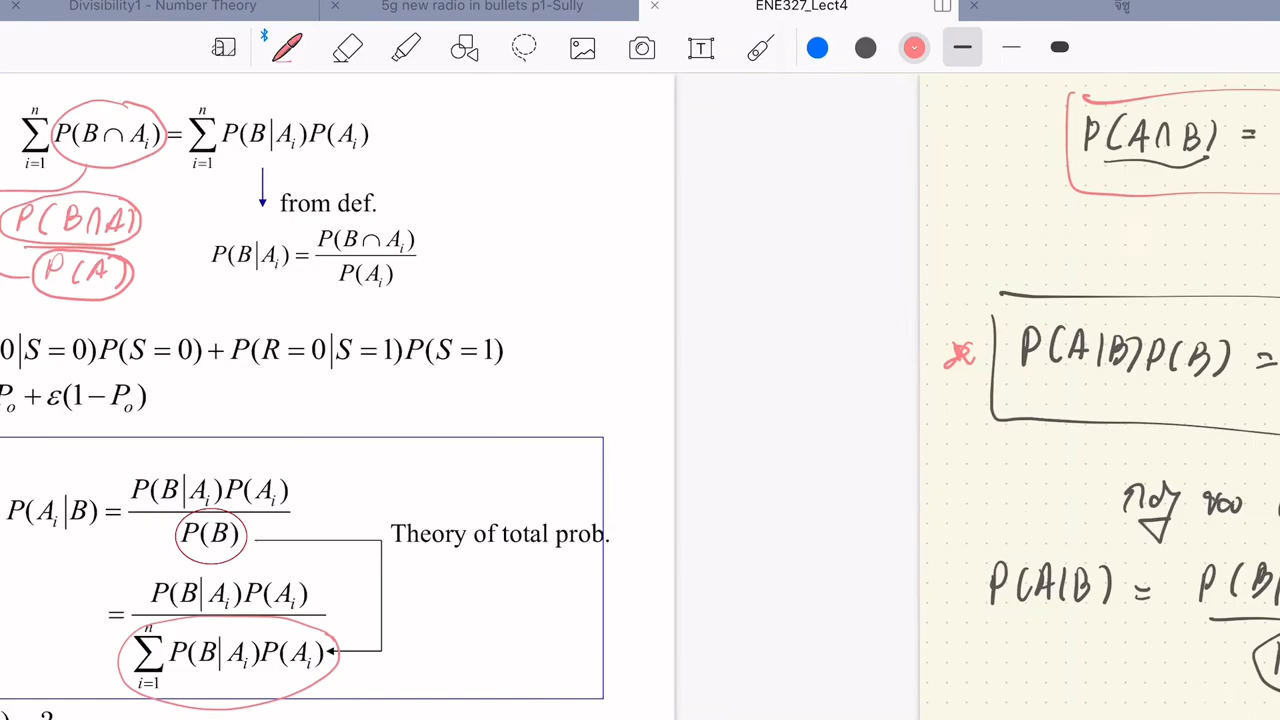 Divisibility1 - Number Theory
5g new radio in bullets p1-Sully
ENE327_Lect4
จิซู
T
n
∑ P(B ∩ A_i) = ∑ P(B|A_i)P(A_i)
i=1
P(A∩B) =
from def.
P(B∩A)
P(A)
P(B|A_i) = P(B ∩ A_i) / P(A_i)
0|S = 0)P(S = 0) + P(R = 0|S = 1)P(S = 1)
P(A|B)P(B) =
P_o + ε(1 − P_o)
P(A_i|B) = P(B|A_i)P(A_i) / P(B)
Theory of total prob.
= P(B|A_i)P(A_i)
n
∑ P(B|A_i)P(A_i)
i=1
P(A|B) = P(B